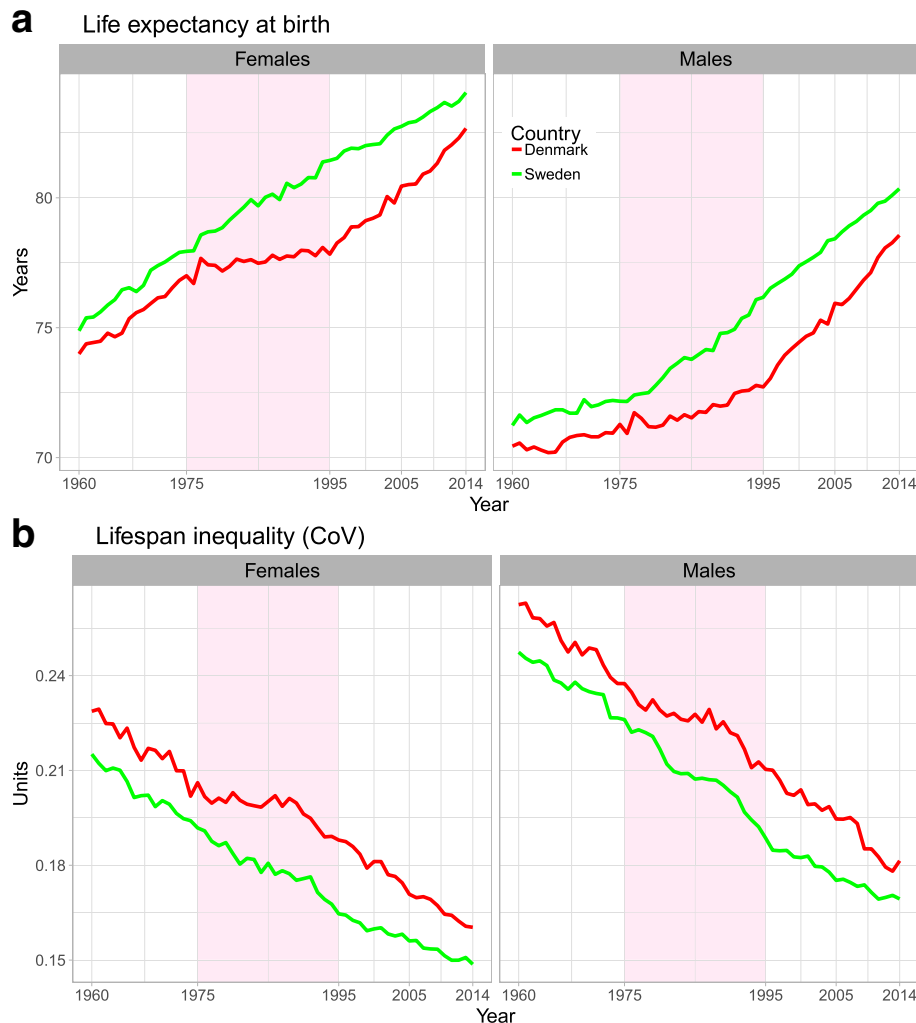 a Life expectancy at birth
Females
Males
Country
Denmark
Sweden
Years
80
75
70
1960 1975 1995 2005 2014
1960 1975 1995 2005 2014
Year
b Lifespan inequality (CoV)
Females
Males
Units
0.24
0.21
0.18
0.15
1960 1975 1995 2005 2014
1960 1975 1995 2005 2014
Year